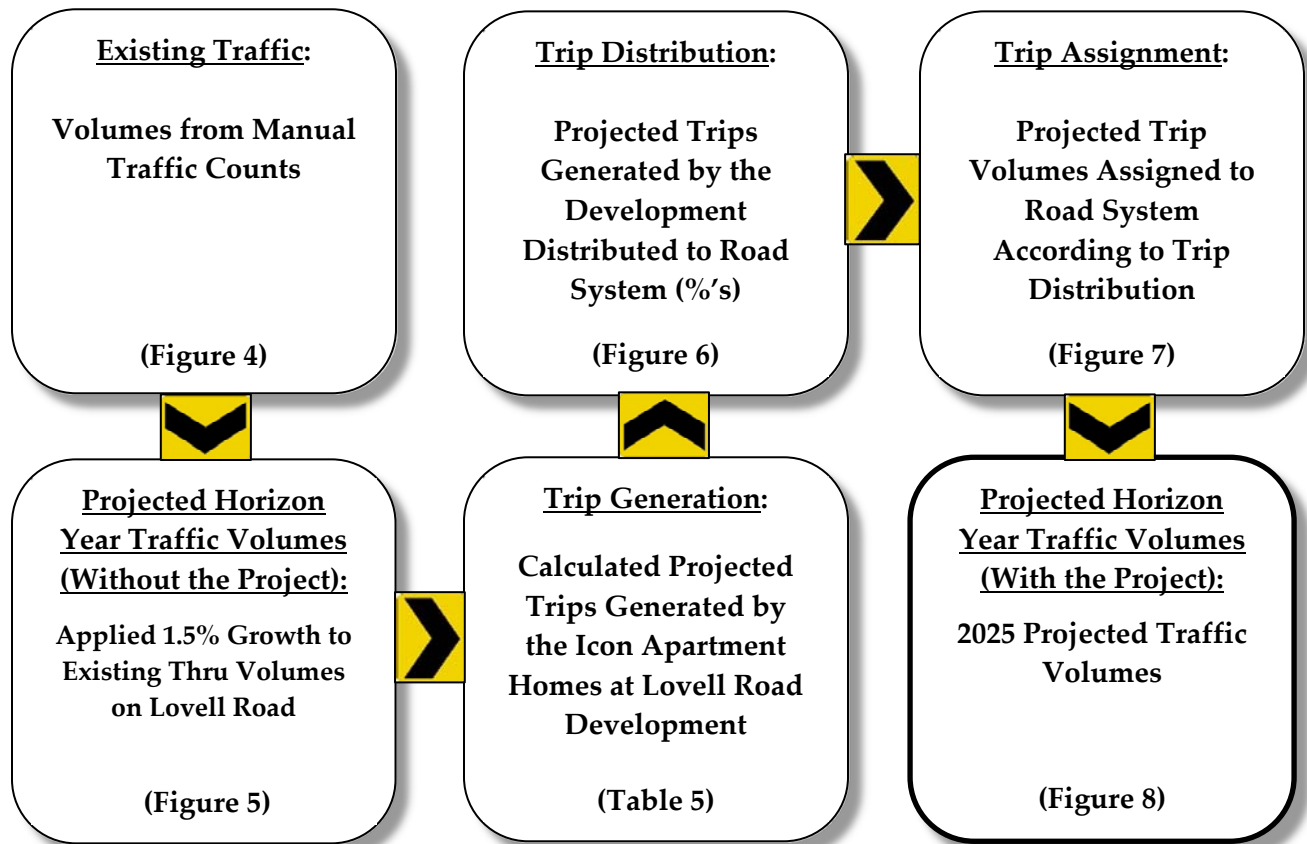 Existing Traffic:
Volumes from Manual
Traffic Counts
(Figure 4)
Projected Horizon
Year Traffic Volumes
(Without the Project):
Applied 1.5% Growth to
Existing Thru Volumes
on Lovell Road
(Figure 5)
Trip Generation:
Calculated Projected
Trips Generated by
the Icon Apartment
Homes at Lovell Road
Development
(Table 5)
Trip Distribution:
Projected Trips
Generated by the
Development
Distributed to Road
System (%’s)
(Figure 6)
Trip Assignment:
Projected Trip
Volumes Assigned to
Road System
According to Trip
Distribution
(Figure 7)
Projected Horizon
Year Traffic Volumes
(With the Project):
2025 Projected Traffic
Volumes
(Figure 8)